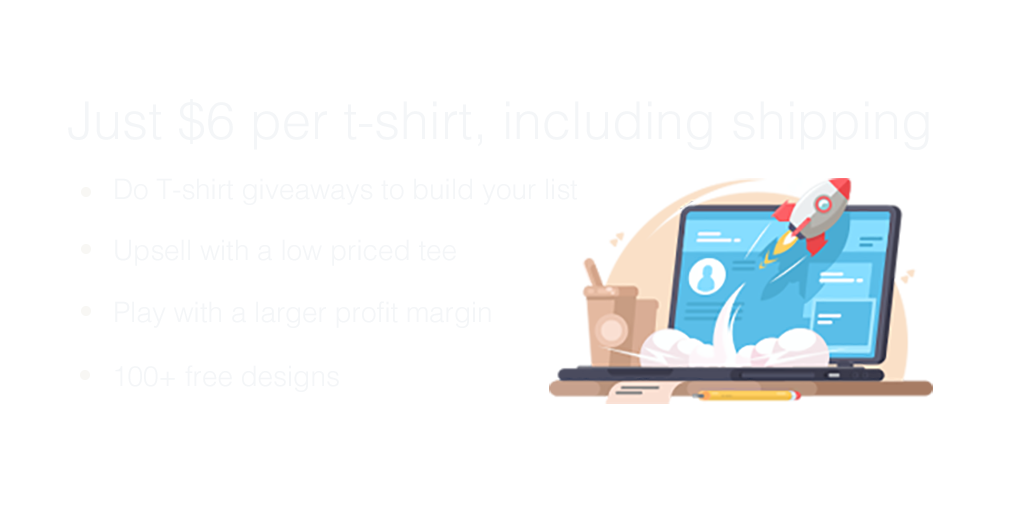 Just $6 per t-shirt, including shipping
Do T-shirt giveaways to build your list
Upsell with a low priced tee
Play with a larger profit margin
100+ free designs